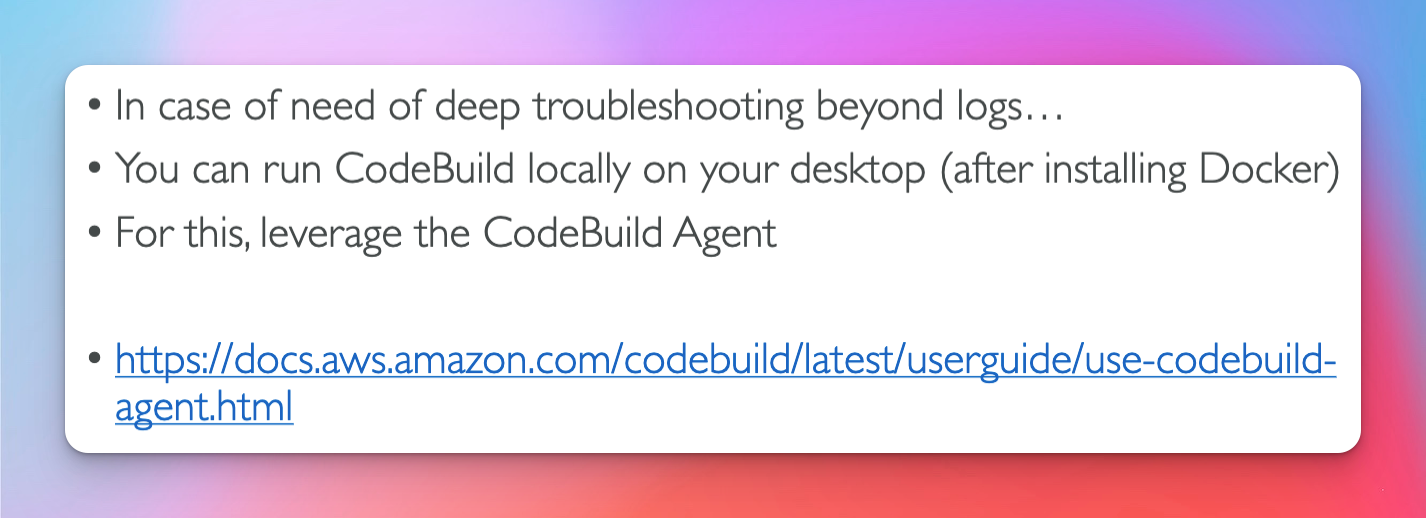 • In case of need of deep troubleshooting beyond logs…
• You can run CodeBuild locally on your desktop (after installing Docker)
• For this, leverage the CodeBuild Agent
• https://docs.aws.amazon.com/codebuild/latest/userguide/use-codebuild-
agent.html